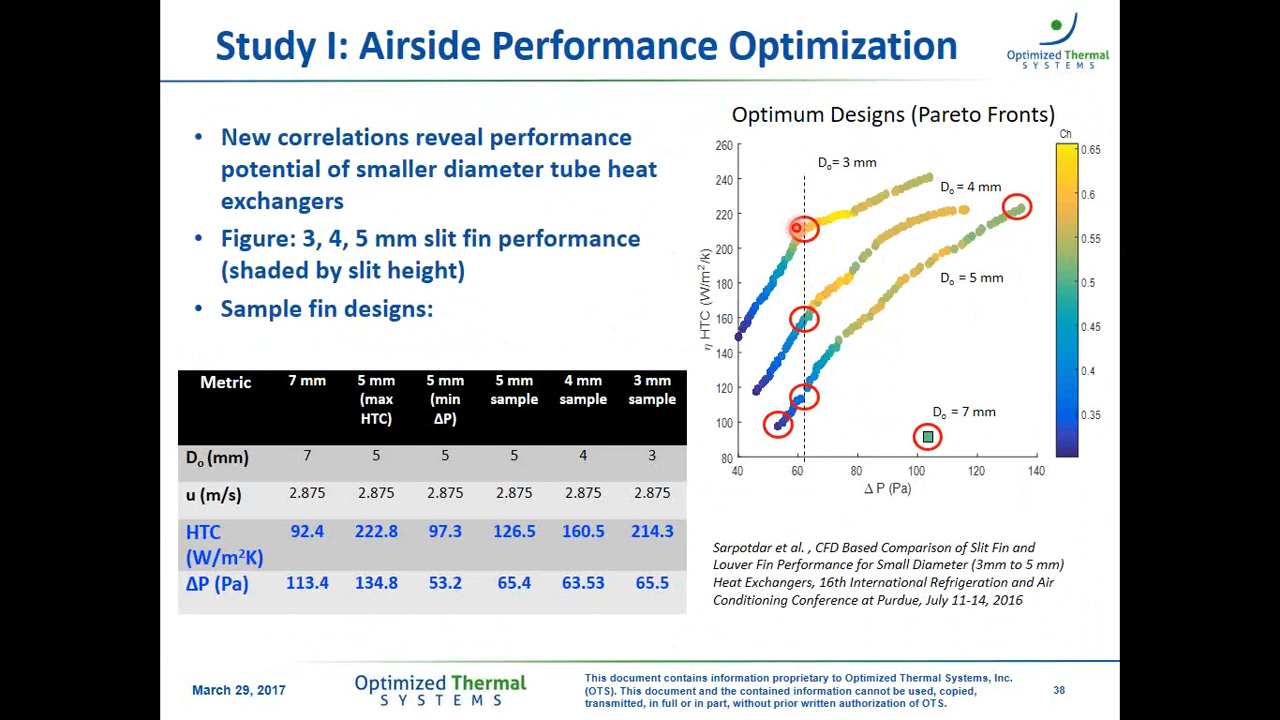 Study I: Airside Performance Optimization
Optimized Thermal
SYSTEMS
• New correlations reveal performance
potential of smaller diameter tube heat
exchangers
• Figure: 3, 4, 5 mm slit fin performance
(shaded by slit height)
• Sample fin designs:
Metric 7 mm 5 mm (max HTC) 5 mm (min ΔP) 5 mm sample 4 mm sample 3 mm sample
Dₒ (mm) 7 5 5 5 4 3
u (m/s) 2.875 2.875 2.875 2.875 2.875 2.875
HTC (W/m²K) 92.4 222.8 97.3 126.5 160.5 214.3
ΔP (Pa) 113.4 134.8 53.2 65.4 63.53 65.5
Optimum Designs (Pareto Fronts)
Ch
260
240
220
200
180
160
140
120
100
80
η HTC (W/m²/k)
Dₒ= 3 mm
Dₒ= 4 mm
Dₒ = 5 mm
Dₒ = 7 mm
40 60 80 100 120 140
Δ P (Pa)
0.65
0.6
0.55
0.5
0.45
0.4
0.35
Sarpotdar et al. , CFD Based Comparison of Slit Fin and
Louver Fin Performance for Small Diameter (3mm to 5 mm)
Heat Exchangers, 16th International Refrigeration and Air
Conditioning Conference at Purdue, July 11-14, 2016
March 29, 2017
Optimized Thermal
SYSTEMS
This document contains information proprietary to Optimized Thermal Systems, Inc.
(OTS). This document and the contained information cannot be used, copied,
transmitted, in full or in part, without prior written authorization of OTS.
38